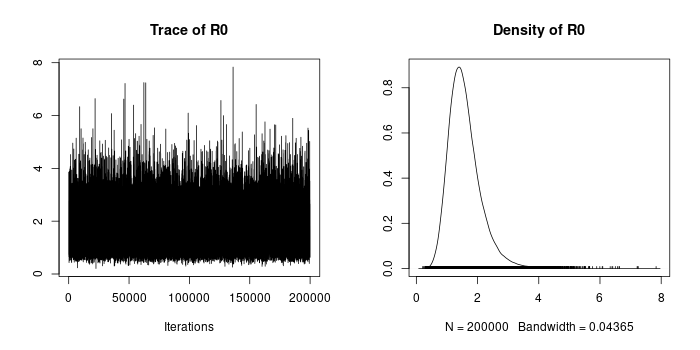 Trace of R0
0 2 4 6 8
0 50000 100000 150000 200000
Iterations
Density of R0
0.0 0.2 0.4 0.6 0.8
0 2 4 6 8
N = 200000 Bandwidth = 0.04365